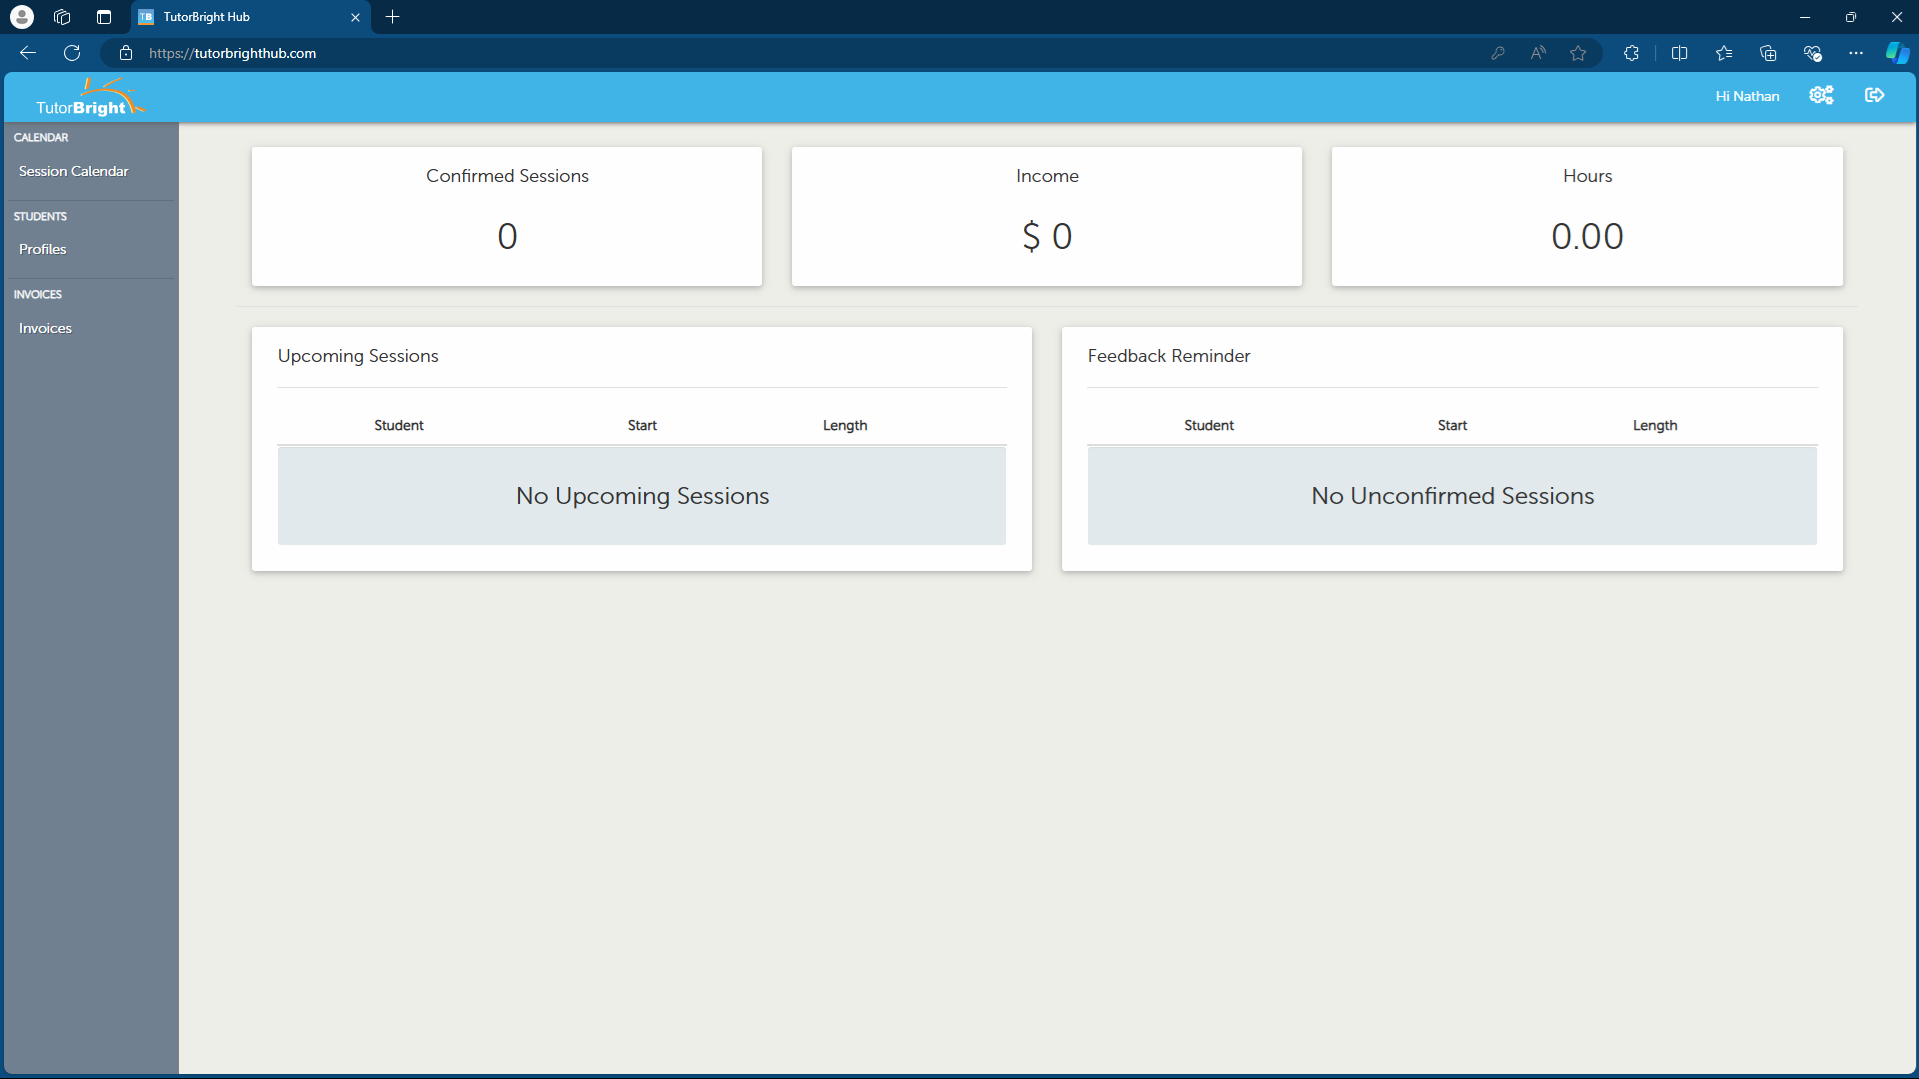 TB TutorBright Hub
https://tutorbrighthub.com
TutorBright
Hi Nathan
CALENDAR
Session Calendar
STUDENTS
Profiles
INVOICES
Invoices
Confirmed Sessions
0
Income
$ 0
Hours
0.00
Upcoming Sessions
Student Start Length
No Upcoming Sessions
Feedback Reminder
Student Start Length
No Unconfirmed Sessions